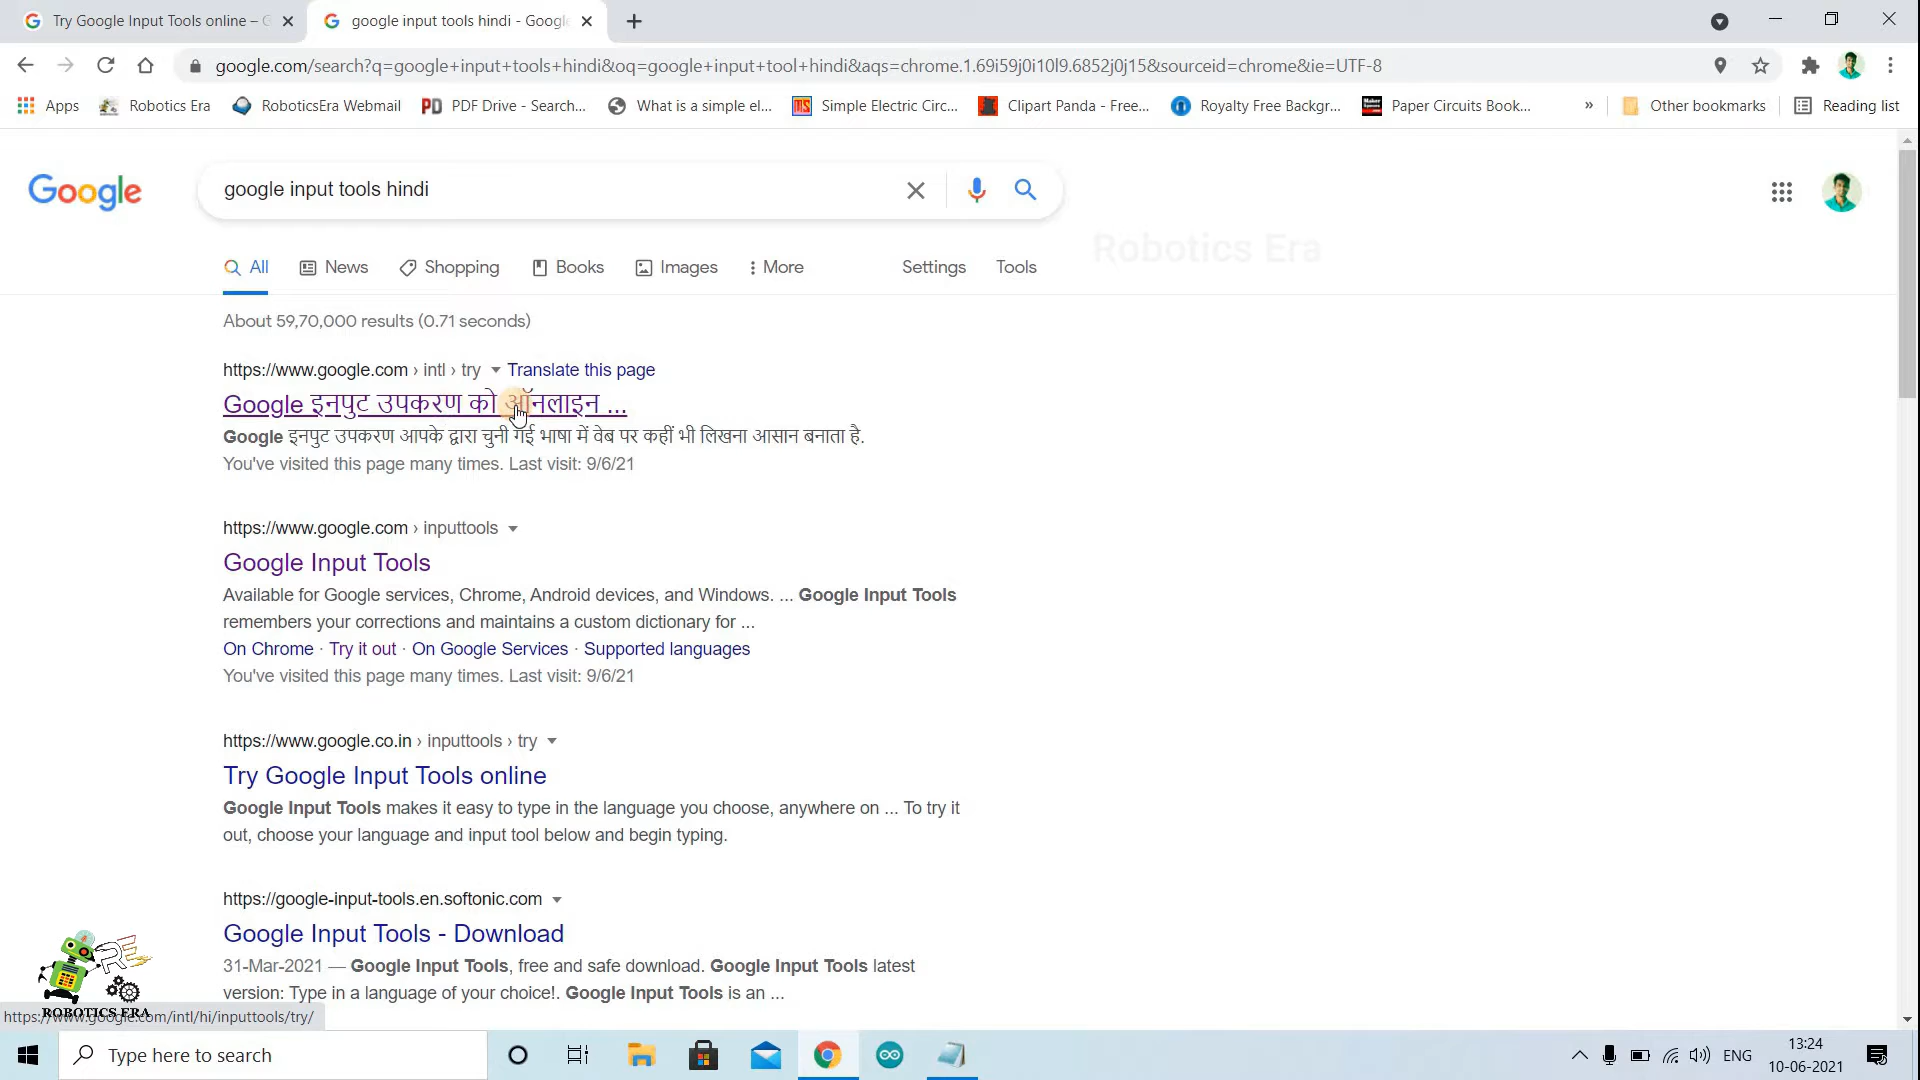 Try Google Input Tools online – G
google input tools hindi - Google
google.com/search?q=google+input+tools+hindi&oq=google+input+tool+hindi&aqs=chrome.1.69i59j0i10l9.6852j0j15&sourceid=chrome&ie=UTF-8
Apps Robotics Era RoboticsEra Webmail PDF Drive - Search... What is a simple el... Simple Electric Circ... Clipart Panda - Free... Royalty Free Backgr... Paper Circuits Book... » Other bookmarks Reading list
Google google input tools hindi
Robotics Era
All News Shopping Books Images More Settings Tools
About 59,70,000 results (0.71 seconds)
https://www.google.com › intl › try Translate this page
Google इनपुट उपकरण को ऑनलाइन ...
Google इनपुट उपकरण आपके द्वारा चुनी गई भाषा में वेब पर कहीं भी लिखना आसान बनाता है.
You've visited this page many times. Last visit: 9/6/21
https://www.google.com › inputtools
Google Input Tools
Available for Google services, Chrome, Android devices, and Windows. ... Google Input Tools
remembers your corrections and maintains a custom dictionary for ...
On Chrome · Try it out · On Google Services · Supported languages
You've visited this page many times. Last visit: 9/6/21
https://www.google.co.in › inputtools › try
Try Google Input Tools online
Google Input Tools makes it easy to type in the language you choose, anywhere on ... To try it
out, choose your language and input tool below and begin typing.
https://google-input-tools.en.softonic.com
Google Input Tools - Download
31-Mar-2021 — Google Input Tools, free and safe download. Google Input Tools latest
version: Type in a language of your choice!. Google Input Tools is an ...
RE
ROBOTICS ERA
https://www.google.com/intl/hi/inputtools/try/
Type here to search
ENG
13:24
10-06-2021